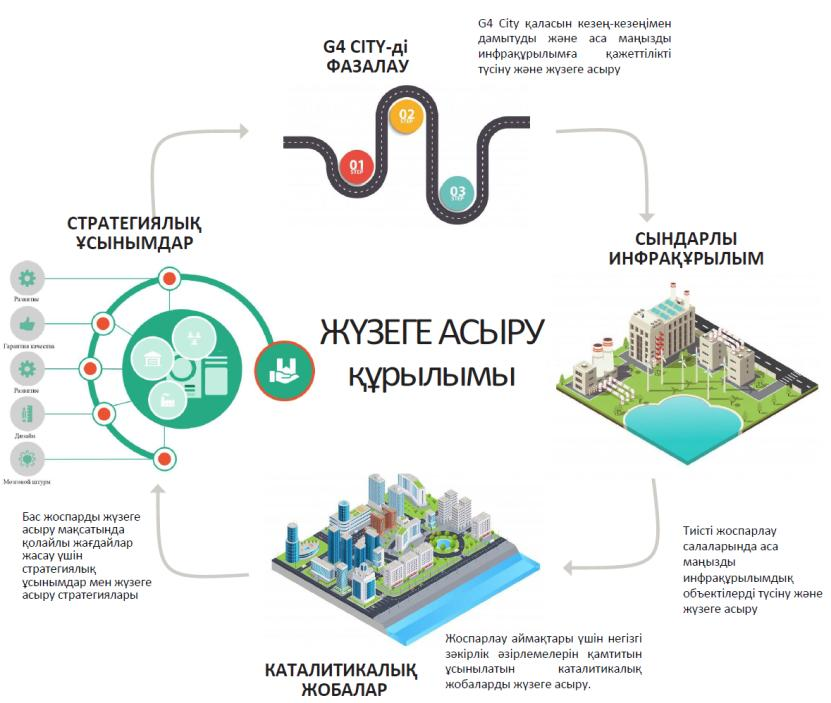 G4 CITY-ді
ФАЗАЛАУ
G4 City қаласын кезең-кезеңімен
дамытуды және аса маңызды
инфрақұрылымға қажеттілікті
түсіну және жүзеге асыру
01
STEP
02
STEP
03
STEP
СТРАТЕГИЯЛЫҚ
ҰСЫНЫМДАР
СЫНДАРЛЫ
ИНФРАҚҰРЫЛЫМ
Развитие
Гарантия качества
Развитие
Дизайн
Мозговой штурм
ЖҮЗЕГЕ АСЫРУ
құрылымы
Бас жоспарды жүзеге
асыру мақсатында
қолайлы жағдайлар
жасау үшін
стратегиялық
ұсынымдар мен жүзеге
асыру стратегиялары
Тиісті жоспарлау
салаларында аса
маңызды
инфрақұрылымдық
объектілерді түсіну және
жүзеге асыру
КАТАЛИТИКАЛЫҚ
ЖОБАЛАР
Жоспарлау аймақтары үшін негізгі
зәкірлік әзірлемелерін қамтитын
ұсынылатын каталитикалық
жобаларды жүзеге асыру.